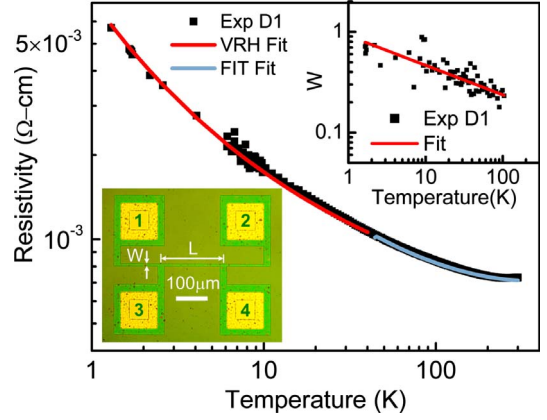 Exp D1
VRH Fit
FIT Fit
5×10⁻³
10⁻³
Resistivity (Ω–cm)
1
10
100
Temperature (K)
W
1
0.1
Exp D1
Fit
1
10
100
Temperature(K)
1
2
L
W
100μm
3
4